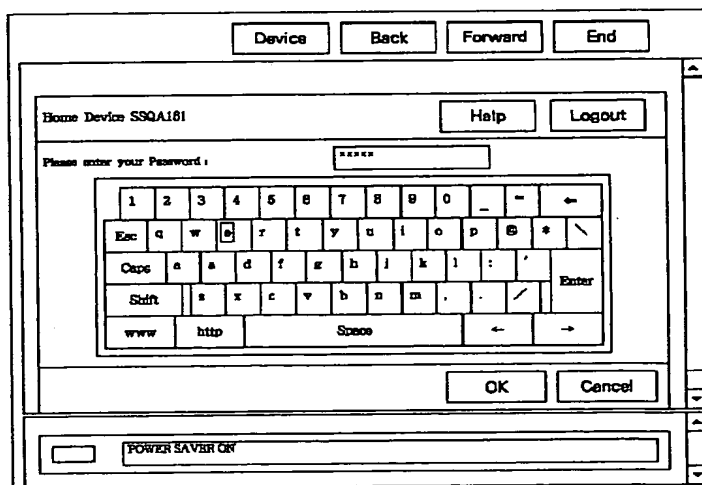 Device Back Forward End
Home Device SSQA181 Help Logout
Please enter your Password : *****
1 2 3 4 5 6 7 8 9 0 _ ~ ←
Esc q w e r t y u i o p @ * \
Caps a s d f g h j k l : ' Enter
Shift z x c v b n m , . /
www http Space ← →
OK Cancel
POWER SAVER ON